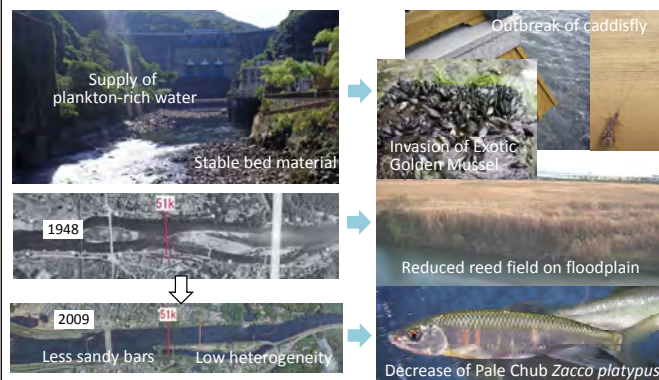 Supply of
plankton-rich water
Stable bed material
Outbreak of caddisfly
Invasion of Exotic
Golden Mussel
51k
1948
Reduced reed field on floodplain
2009
51k
Less sandy bars
Low heterogeneity
Decrease of Pale Chub Zacco platypus